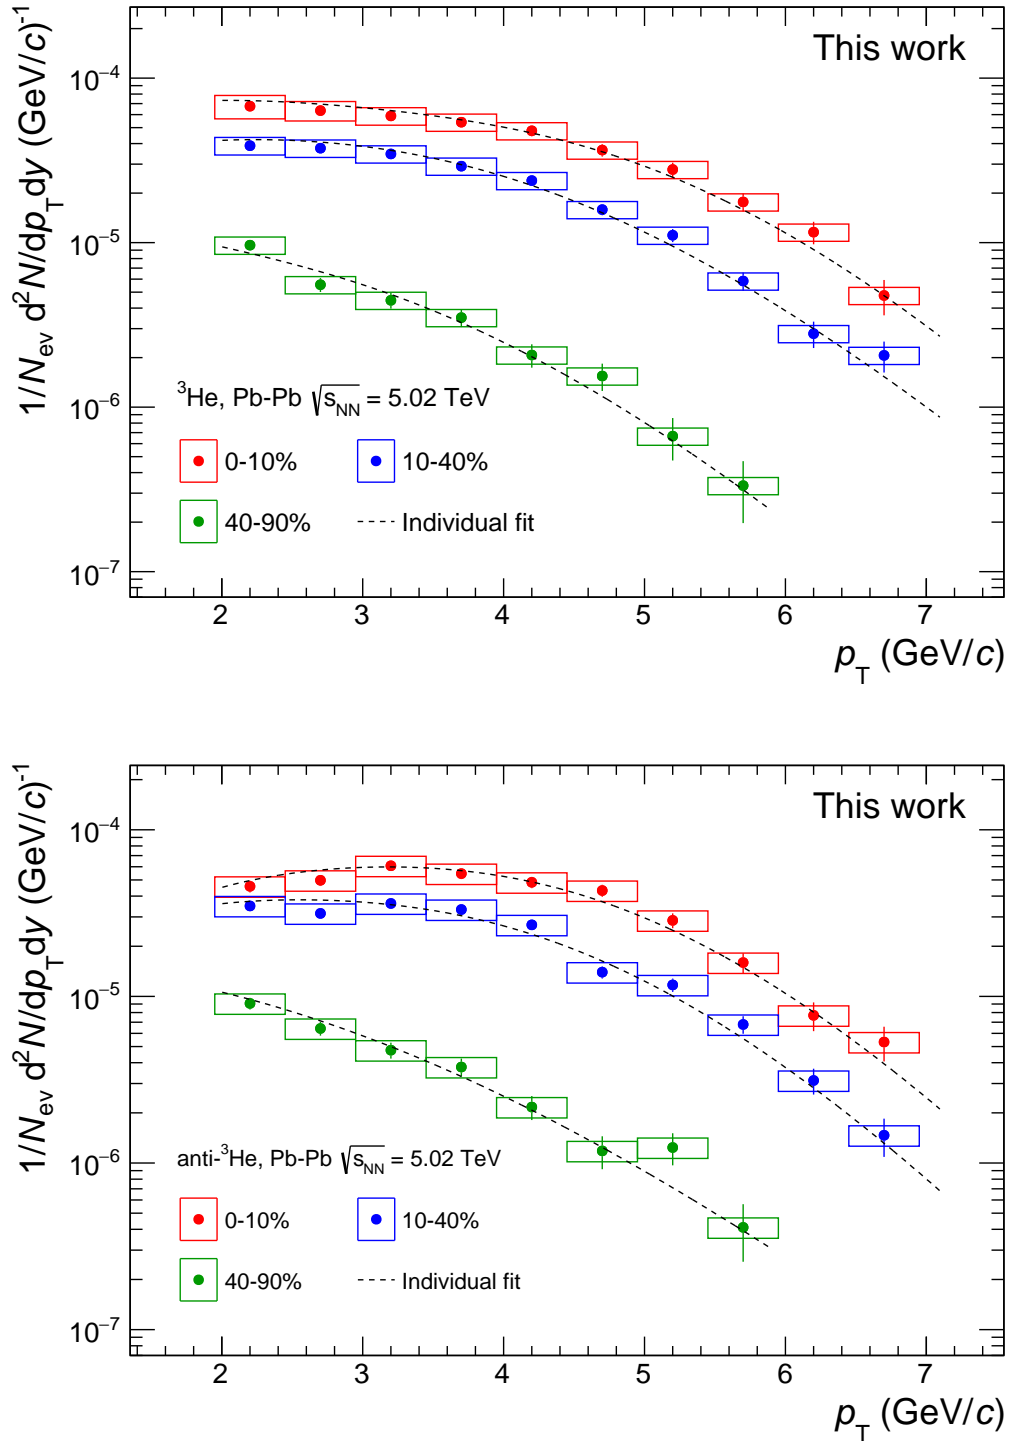 This work
1/N_ev d²N/dp_T dy (GeV/c)⁻¹
10⁻⁴
10⁻⁵
10⁻⁶
10⁻⁷
³He, Pb-Pb √s_NN = 5.02 TeV
0-10% 10-40%
40-90% Individual fit
2 3 4 5 6 7
p_T (GeV/c)
This work
1/N_ev d²N/dp_T dy (GeV/c)⁻¹
10⁻⁴
10⁻⁵
10⁻⁶
10⁻⁷
anti-³He, Pb-Pb √s_NN = 5.02 TeV
0-10% 10-40%
40-90% Individual fit
2 3 4 5 6 7
p_T (GeV/c)